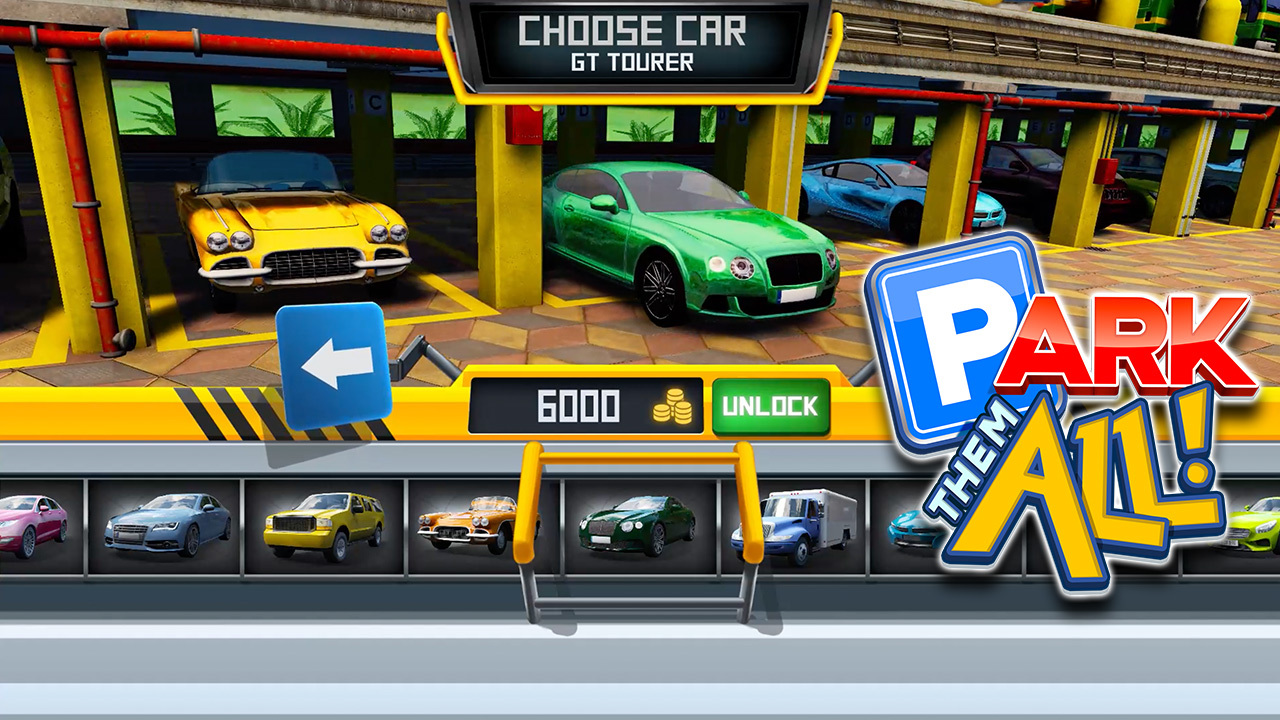 CHOOSE CAR
GT TOURER
C
6000
UNLOCK
PARK
THEM
ALL!